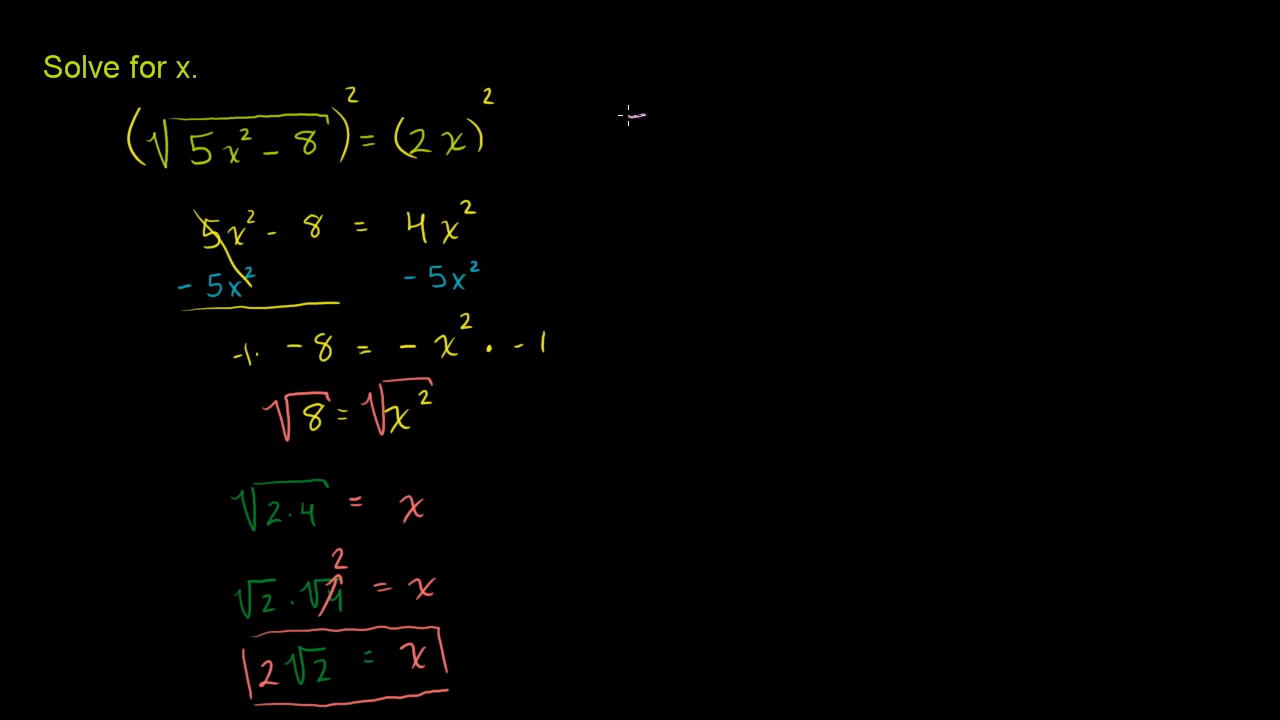 Solve for x.
(√(5x² - 8))² = (2x)²
5x² - 8 = 4x²
- 5x² - 5x²
-1· -8 = -x² · -1
√8 = √x²
√(2·4) = x
√2 · √4 2 = x
2√2 = x